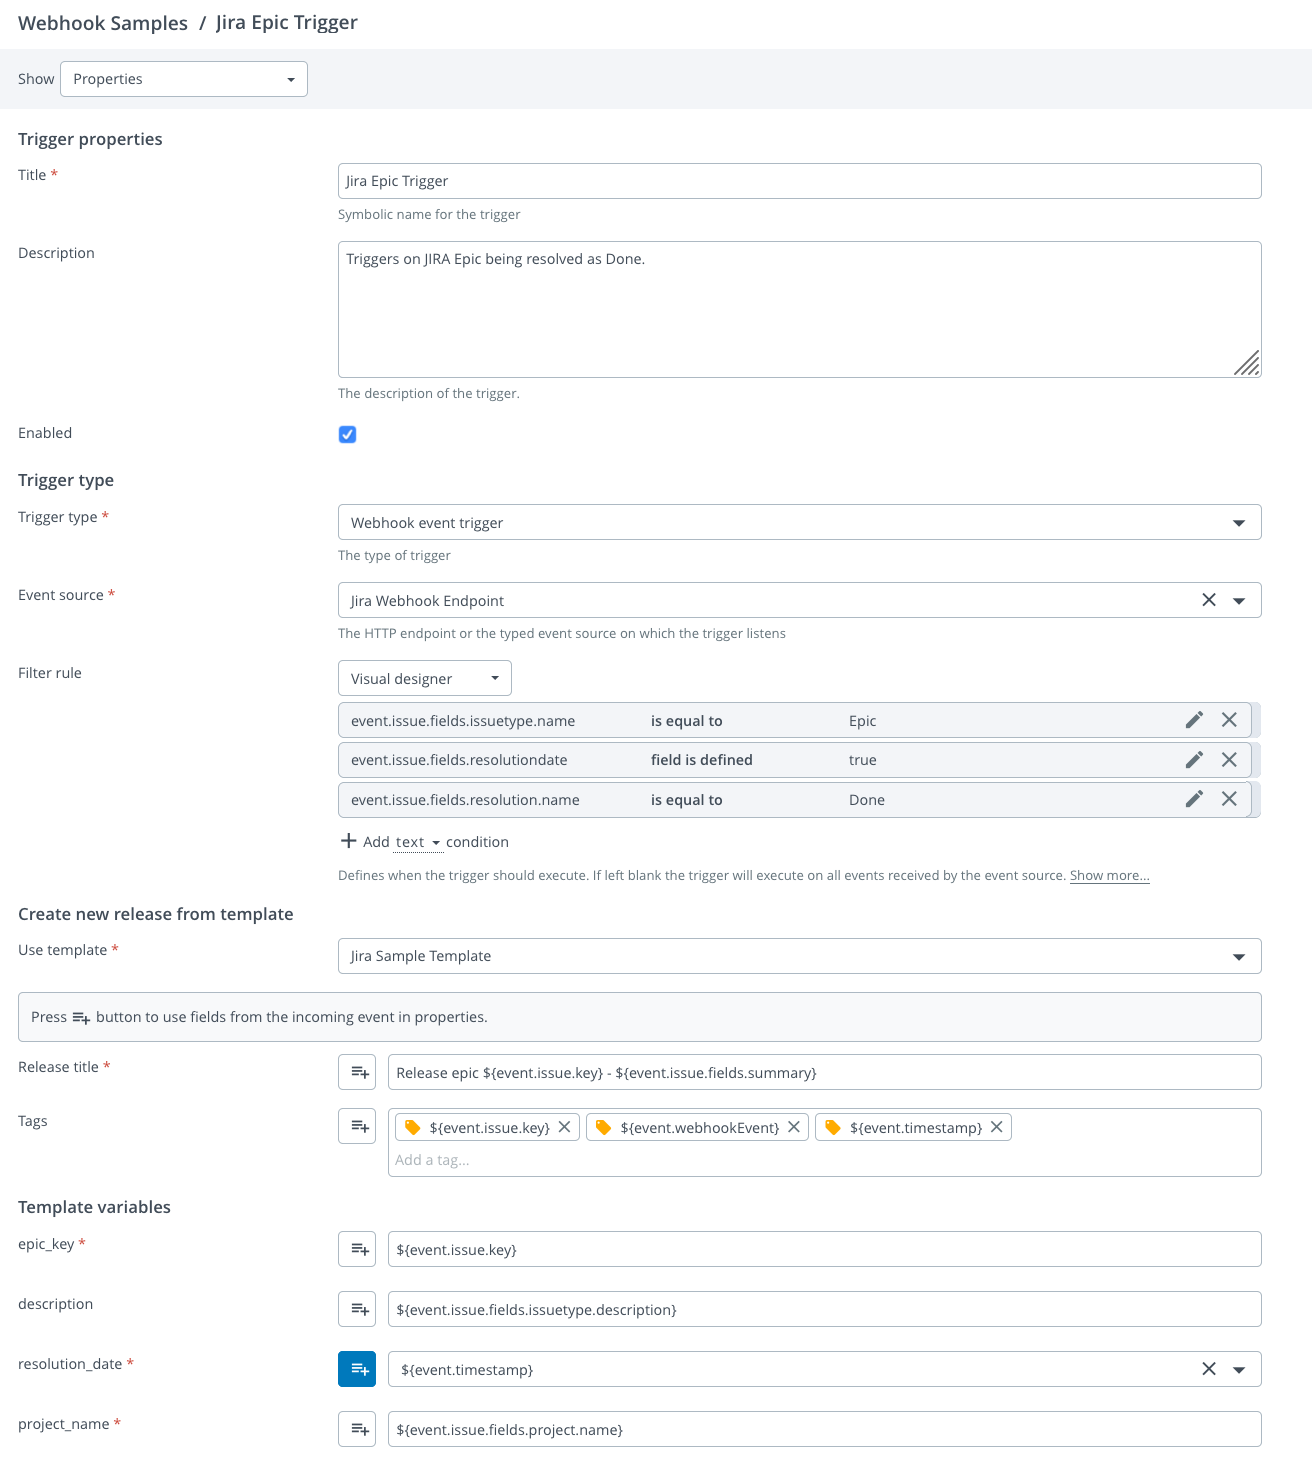 Webhook Samples / Jira Epic Trigger
Show Properties
Trigger properties
Title * Jira Epic Trigger
Symbolic name for the trigger
Description Triggers on JIRA Epic being resolved as Done.
The description of the trigger.
Enabled
Trigger type
Trigger type * Webhook event trigger
The type of trigger
Event source * Jira Webhook Endpoint
The HTTP endpoint or the typed event source on which the trigger listens
Filter rule Visual designer
event.issue.fields.issuetype.name is equal to Epic
event.issue.fields.resolutiondate field is defined true
event.issue.fields.resolution.name is equal to Done
Add text condition
Defines when the trigger should execute. If left blank the trigger will execute on all events received by the event source. Show more...
Create new release from template
Use template * Jira Sample Template
Press button to use fields from the incoming event in properties.
Release title * Release epic ${event.issue.key} - ${event.issue.fields.summary}
Tags ${event.issue.key} ${event.webhookEvent} ${event.timestamp}
Add a tag...
Template variables
epic_key * ${event.issue.key}
description ${event.issue.fields.issuetype.description}
resolution_date * ${event.timestamp}
project_name * ${event.issue.fields.project.name}